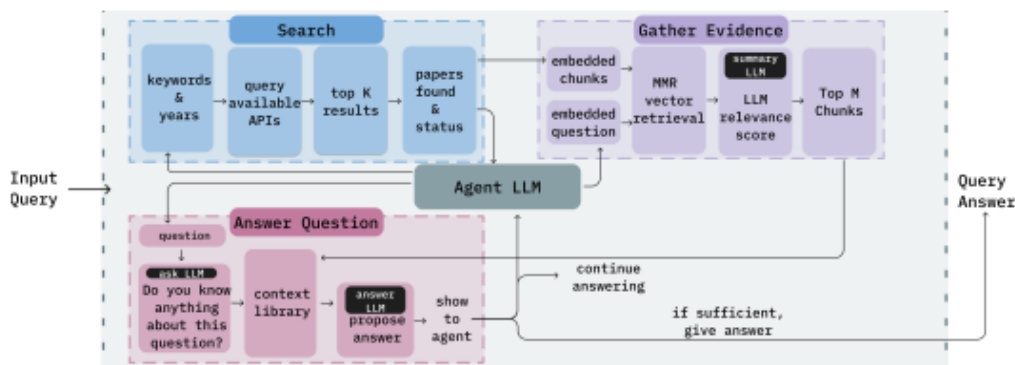 Search
keywords
&
years
query
available
APIs
top K
results
papers
found
&
status
Gather Evidence
embedded
chunks
embedded
question
MMR
vector
retrieval
summary
LLM
LLM
relevance
score
Top M
Chunks
Input
Query
Agent LLM
Query
Answer
Answer Question
question
ask LLM
Do you know
anything
about this
question?
context
library
answer
LLM
propose
answer
show
to
agent
continue
answering
if sufficient,
give answer